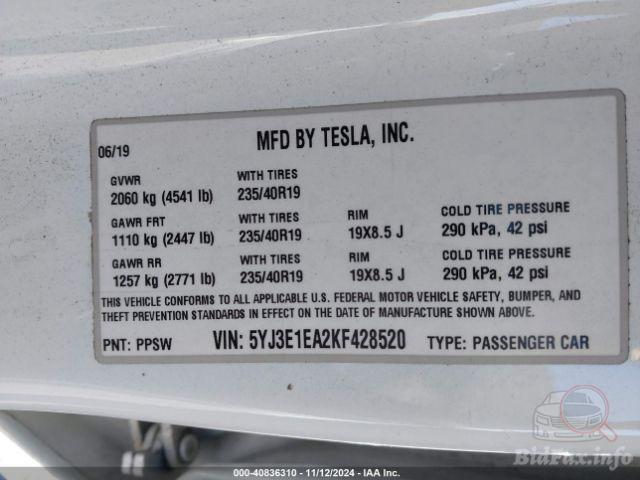 06/19
MFD BY TESLA, INC.
GVWR WITH TIRES
2060 kg (4541 lb) 235/40R19
GAWR FRT WITH TIRES RIM COLD TIRE PRESSURE
1110 kg (2447 lb) 235/40R19 19X8.5 J 290 kPa, 42 psi
GAWR RR WITH TIRES RIM COLD TIRE PRESSURE
1257 kg (2771 lb) 235/40R19 19X8.5 J 290 kPa, 42 psi
THIS VEHICLE CONFORMS TO ALL APPLICABLE U.S. FEDERAL MOTOR VEHICLE SAFETY, BUMPER, AND
THEFT PREVENTION STANDARDS IN EFFECT ON THE DATE OF MANUFACTURE SHOWN ABOVE.
PNT: PPSW VIN: 5YJ3E1EA2KF428520 TYPE: PASSENGER CAR
BidFax.info
000-40836310 - 11/12/2024 - IAA Inc.